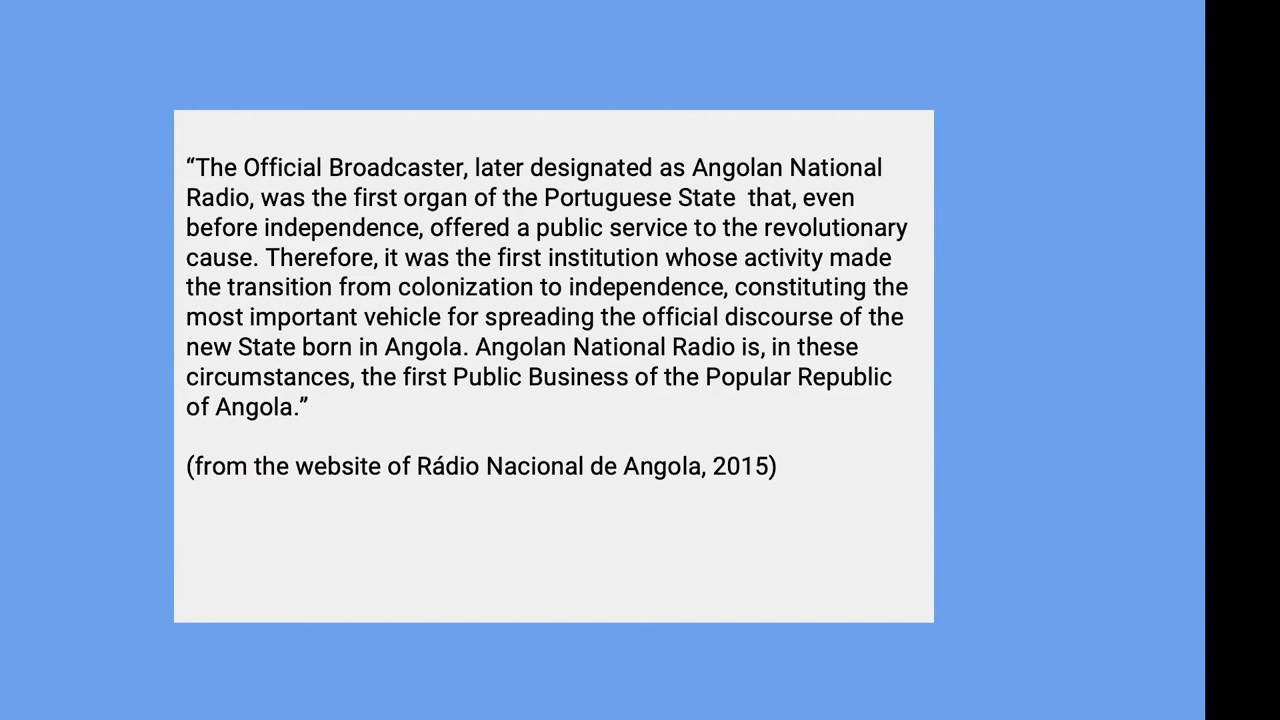 “The Official Broadcaster, later designated as Angolan National
Radio, was the first organ of the Portuguese State  that, even
before independence, offered a public service to the revolutionary
cause. Therefore, it was the first institution whose activity made
the transition from colonization to independence, constituting the
most important vehicle for spreading the official discourse of the
new State born in Angola. Angolan National Radio is, in these
circumstances, the first Public Business of the Popular Republic
of Angola.”
(from the website of Rádio Nacional de Angola, 2015)